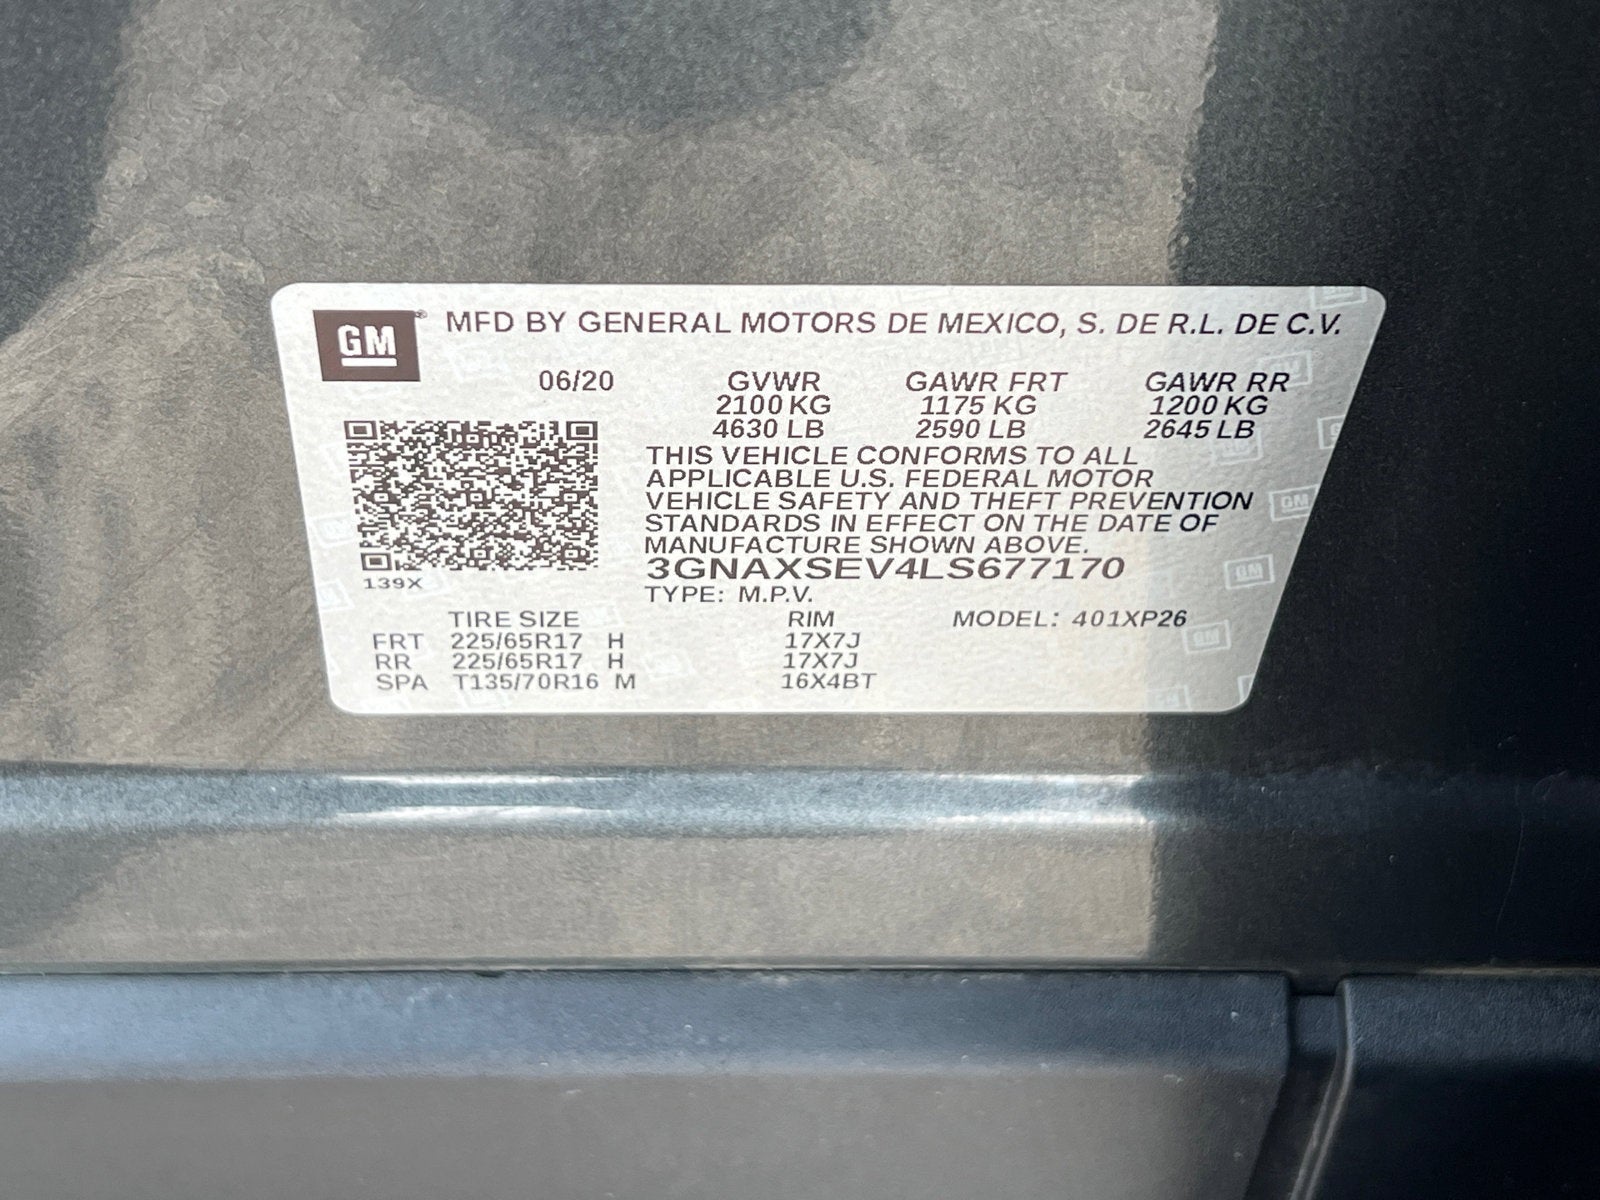 GM® MFD BY GENERAL MOTORS DE MEXICO, S. DE R.L. DE C.V.
06/20 GVWR GAWR FRT GAWR RR
2100 KG 1175 KG 1200 KG
4630 LB 2590 LB 2645 LB
THIS VEHICLE CONFORMS TO ALL
APPLICABLE U.S. FEDERAL MOTOR
VEHICLE SAFETY AND THEFT PREVENTION
STANDARDS IN EFFECT ON THE DATE OF
MANUFACTURE SHOWN ABOVE.
3GNAXSEV4LS677170
139X
TYPE: M.P.V.
TIRE SIZE RIM MODEL: 401XP26
FRT 225/65R17 H 17X7J
RR 225/65R17 H 17X7J
SPA T135/70R16 M 16X4BT